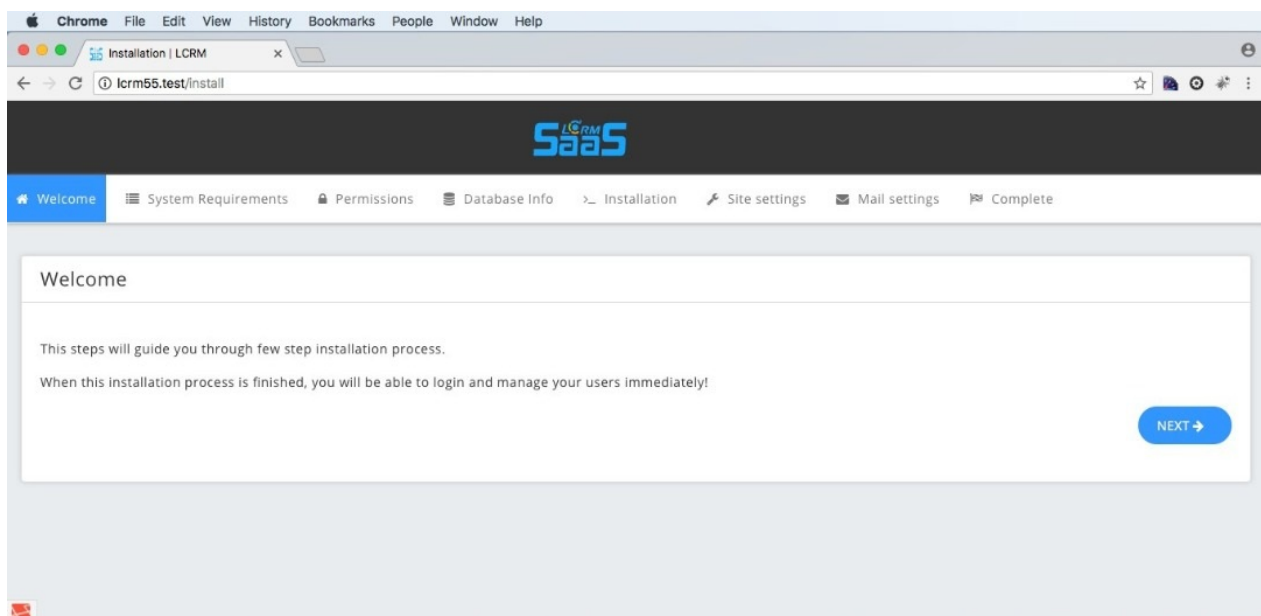 Chrome File Edit View History Bookmarks People Window Help
Installation | LCRM
lcrm55.test/install
LCRM
SaaS
Welcome System Requirements Permissions Database Info Installation Site settings Mail settings Complete
Welcome
This steps will guide you through few step installation process.
When this installation process is finished, you will be able to login and manage your users immediately!
NEXT